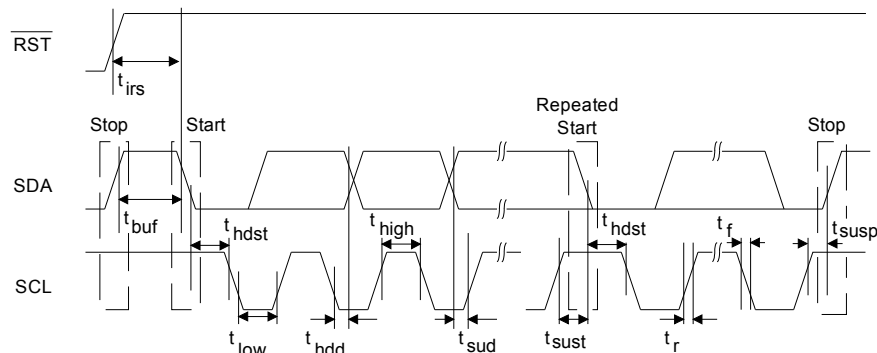 RST
t irs
Repeated
Stop Start Start Stop
SDA
t buf t hdst t high t hdst t f t susp
SCL
t low t hdd t sud t sust t r